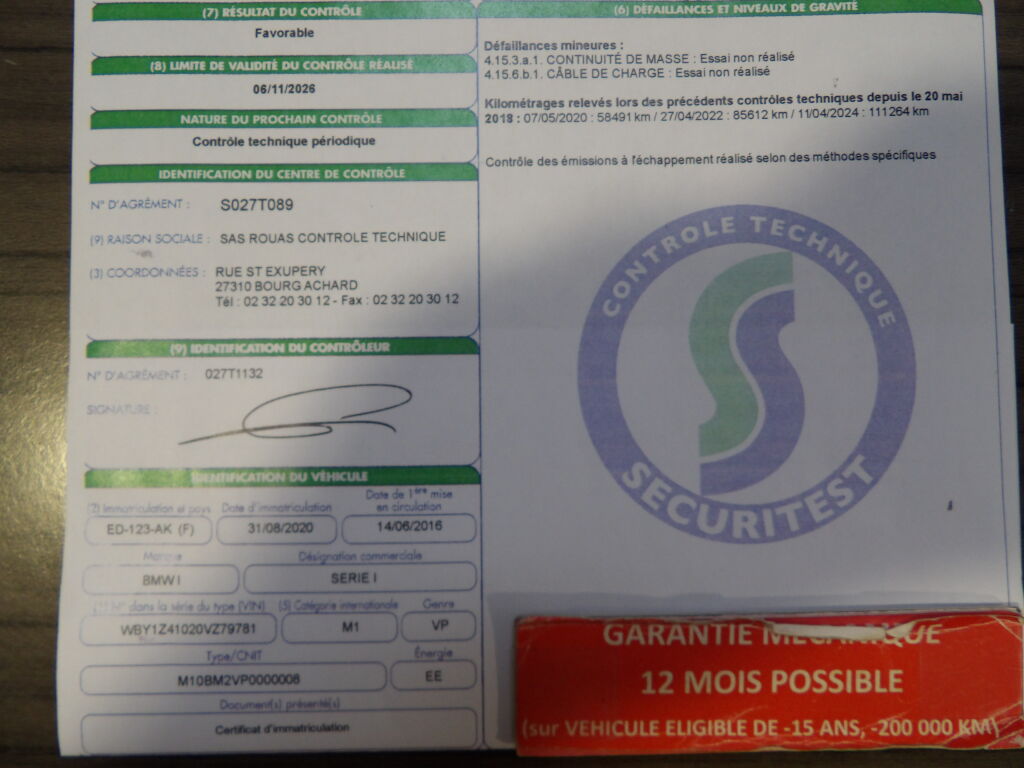 (7) RÉSULTAT DU CONTRÔLE
Favorable
(8) LIMITE DE VALIDITÉ DU CONTRÔLE RÉALISÉ
06/11/2026
NATURE DU PROCHAIN CONTRÔLE
Contrôle technique périodique
IDENTIFICATION DU CENTRE DE CONTRÔLE
N° D'AGRÉMENT : S027T089
(9) RAISON SOCIALE : SAS ROUAS CONTROLE TECHNIQUE
(3) COORDONNÉES : RUE ST EXUPERY
27310 BOURG ACHARD
Tél : 02 32 20 30 12 - Fax : 02 32 20 30 12
(9) IDENTIFICATION DU CONTRÔLEUR
N° D'AGRÉMENT : 027T1132
SIGNATURE :
IDENTIFICATION DU VÉHICULE
(2) Immatriculation et pays Date d'immatriculation Date de 1ère mise en circulation
ED-123-AK (F) 31/08/2020 14/06/2016
Marque Désignation commerciale
BMW I SERIE I
(1) N° dans la série du type (VIN) (5) Catégorie internationale Genre
WBY1Z41020VZ79781 M1 VP
Type/CNIT Énergie
M10BM2VP0000008 EE
Document(s) présenté(s)
Certificat d'immatriculation
(6) DÉFAILLANCES ET NIVEAUX DE GRAVITÉ
Défaillances mineures :
4.15.3.a.1. CONTINUITÉ DE MASSE : Essai non réalisé
4.15.6.b.1. CÂBLE DE CHARGE : Essai non réalisé
Kilométrages relevés lors des précédents contrôles techniques depuis le 20 mai
2018 : 07/05/2020 : 58491 km / 27/04/2022 : 85612 km / 11/04/2024 : 111264 km
Contrôle des émissions à l'échappement réalisé selon des méthodes spécifiques
CONTROLE TECHNIQUE
SECURITEST
GARANTIE MECANIQUE
12 MOIS POSSIBLE
(sur VEHICULE ELIGIBLE DE -15 ANS, -200 000 KM)